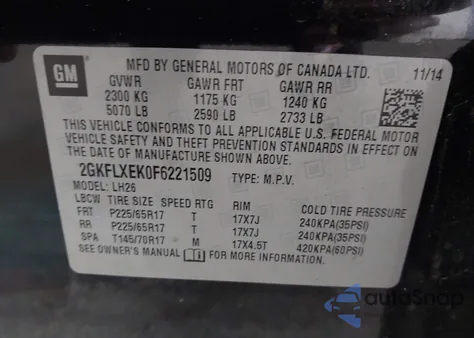 GM
MFD BY GENERAL MOTORS OF CANADA LTD. 11/14
GVWR GAWR FRT GAWR RR
2300 KG 1175 KG 1240 KG
5070 LB 2590 LB 2733 LB
THIS VEHICLE CONFORMS TO ALL APPLICABLE U.S. FEDERAL MOTOR
VEHICLE SAFETY AND THEFT PREVENTION STANDARDS IN EFFECT ON
THE DATE OF MANUFACTURE SHOWN ABOVE.
2GKFLXEK0F6221509 TYPE: M.P.V.
MODEL: LH26
LBCW TIRE SIZE SPEED RTG RIM COLD TIRE PRESSURE
FRT P225/65R17 T 17X7J 240KPA(35PSI)
RR P225/65R17 T 17X7J 240KPA(35PSI)
SPA T145/70R17 M 17X4.5T 420KPA(60PSI)
SEE OWNER'S MANUAL FOR MORE INFORMATION.
autoSnap